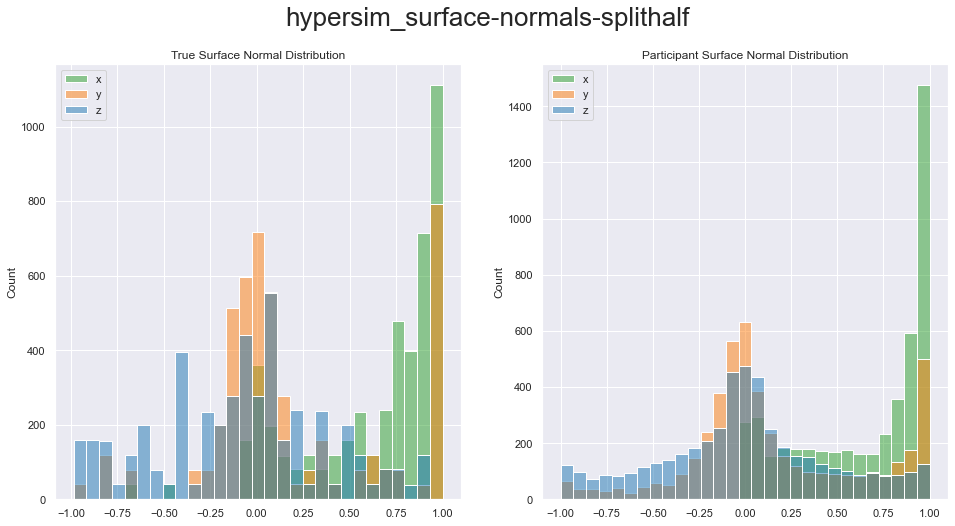 hypersim_surface-normals-splithalf
True Surface Normal Distribution
x
y
z
Count
1000
800
600
400
200
0
−1.00 −0.75 −0.50 −0.25 0.00 0.25 0.50 0.75 1.00
Participant Surface Normal Distribution
x
y
z
Count
1400
1200
1000
800
600
400
200
0
−1.00 −0.75 −0.50 −0.25 0.00 0.25 0.50 0.75 1.00